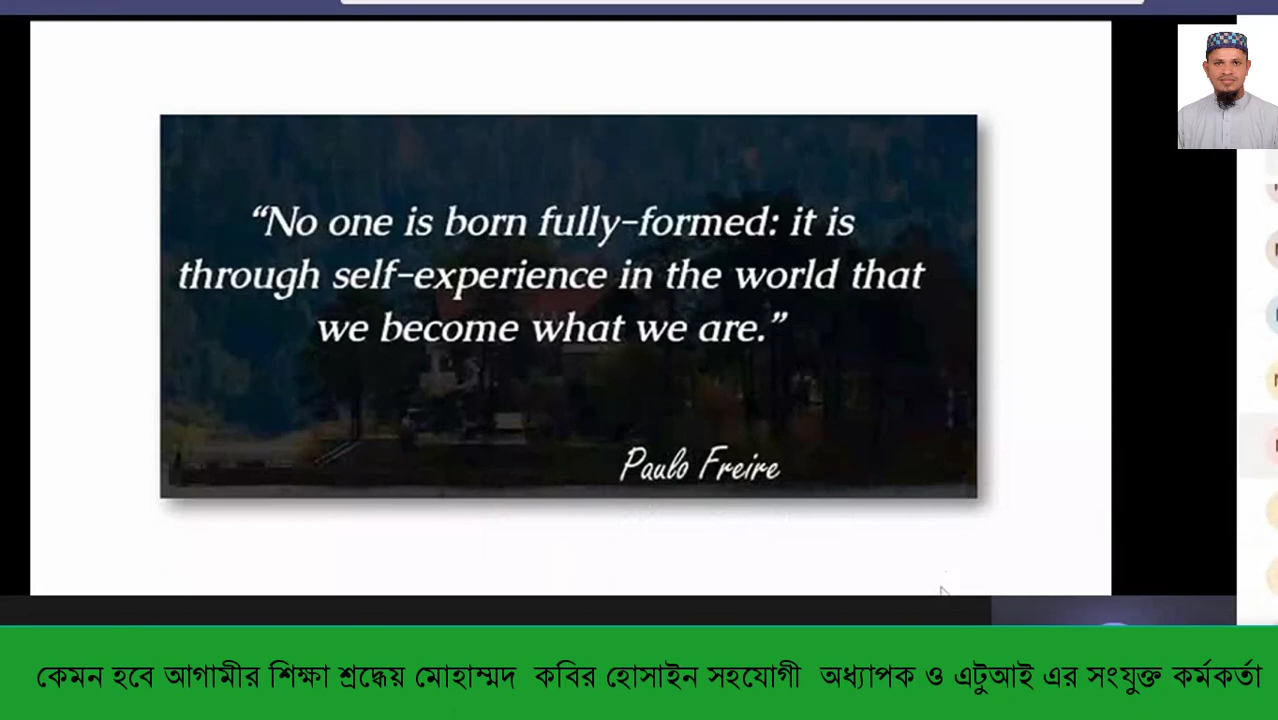 “No one is born fully-formed: it is
through self-experience in the world that
we become what we are.”
Paulo Freire
কেমন হবে আগামীর শিক্ষা শ্রদ্ধেয় মোহাম্মদ কবির হোসাইন সহযোগী অধ্যাপক ও এটুআই এর সংযুক্ত কর্মকর্তা